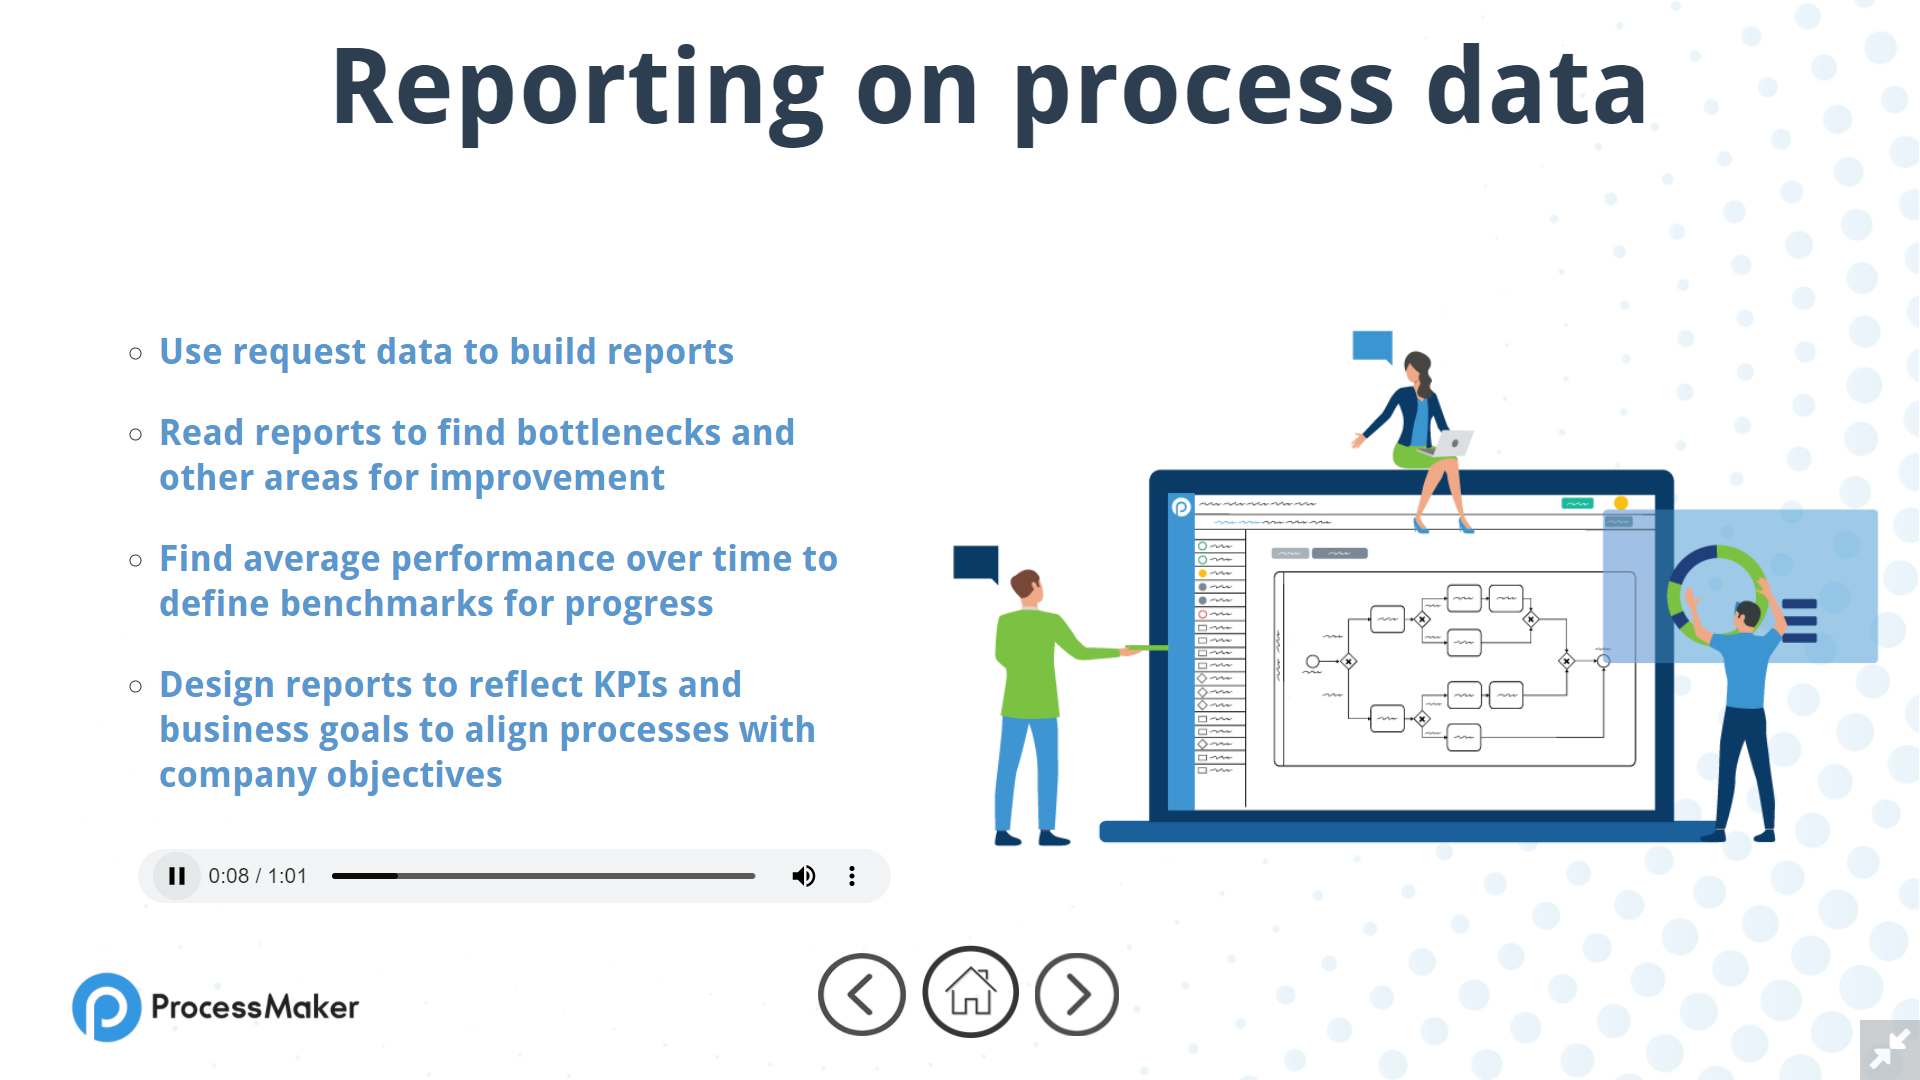 Reporting on process data
Use request data to build reports
Read reports to find bottlenecks and
other areas for improvement
Find average performance over time to
define benchmarks for progress
Design reports to reflect KPIs and
business goals to align processes with
company objectives
0:08 / 1:01
ProcessMaker